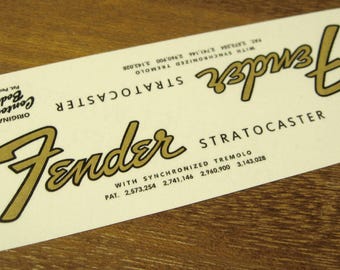 Fender STRATOCASTER
WITH SYNCHRONIZED TREMOLO
PAT. 2,573,254 2,741,146 2,960,900 3,143,028
Fender STRATOCASTER
WITH SYNCHRONIZED TREMOLO
PAT. 2,573,254 2,741,146 2,960,900 3,143,028
ORIGINAL
Contour
Body
PAT. PEND.